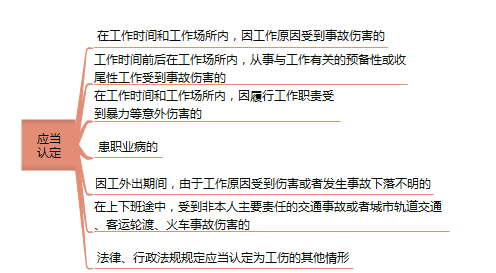 在工作时间和工作场所内，因工作原因受到事故伤害的
工作时间前后在工作场所内，从事与工作有关的预备性或收
尾性工作受到事故伤害的
在工作时间和工作场所内，因履行工作职责受
到暴力等意外伤害的
应当
认定
患职业病的
因工外出期间，由于工作原因受到伤害或者发生事故下落不明的
在上下班途中，受到非本人主要责任的交通事故或者城市轨道交通
、客运轮渡、火车事故伤害的
法律、行政法规规定应当认定为工伤的其他情形